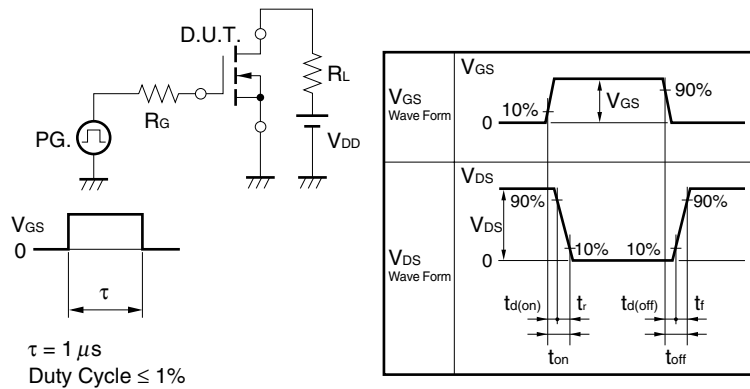 D.U.T.
RL
RG
PG.
VDD
VGS
0
τ
τ = 1 μs
Duty Cycle ≤ 1%
VGS
Wave Form
VGS
10%
0
VGS
90%
VDS
Wave Form
VDS
90%
VDS
0
10%
10%
90%
td(on)
tr
td(off)
tf
ton
toff